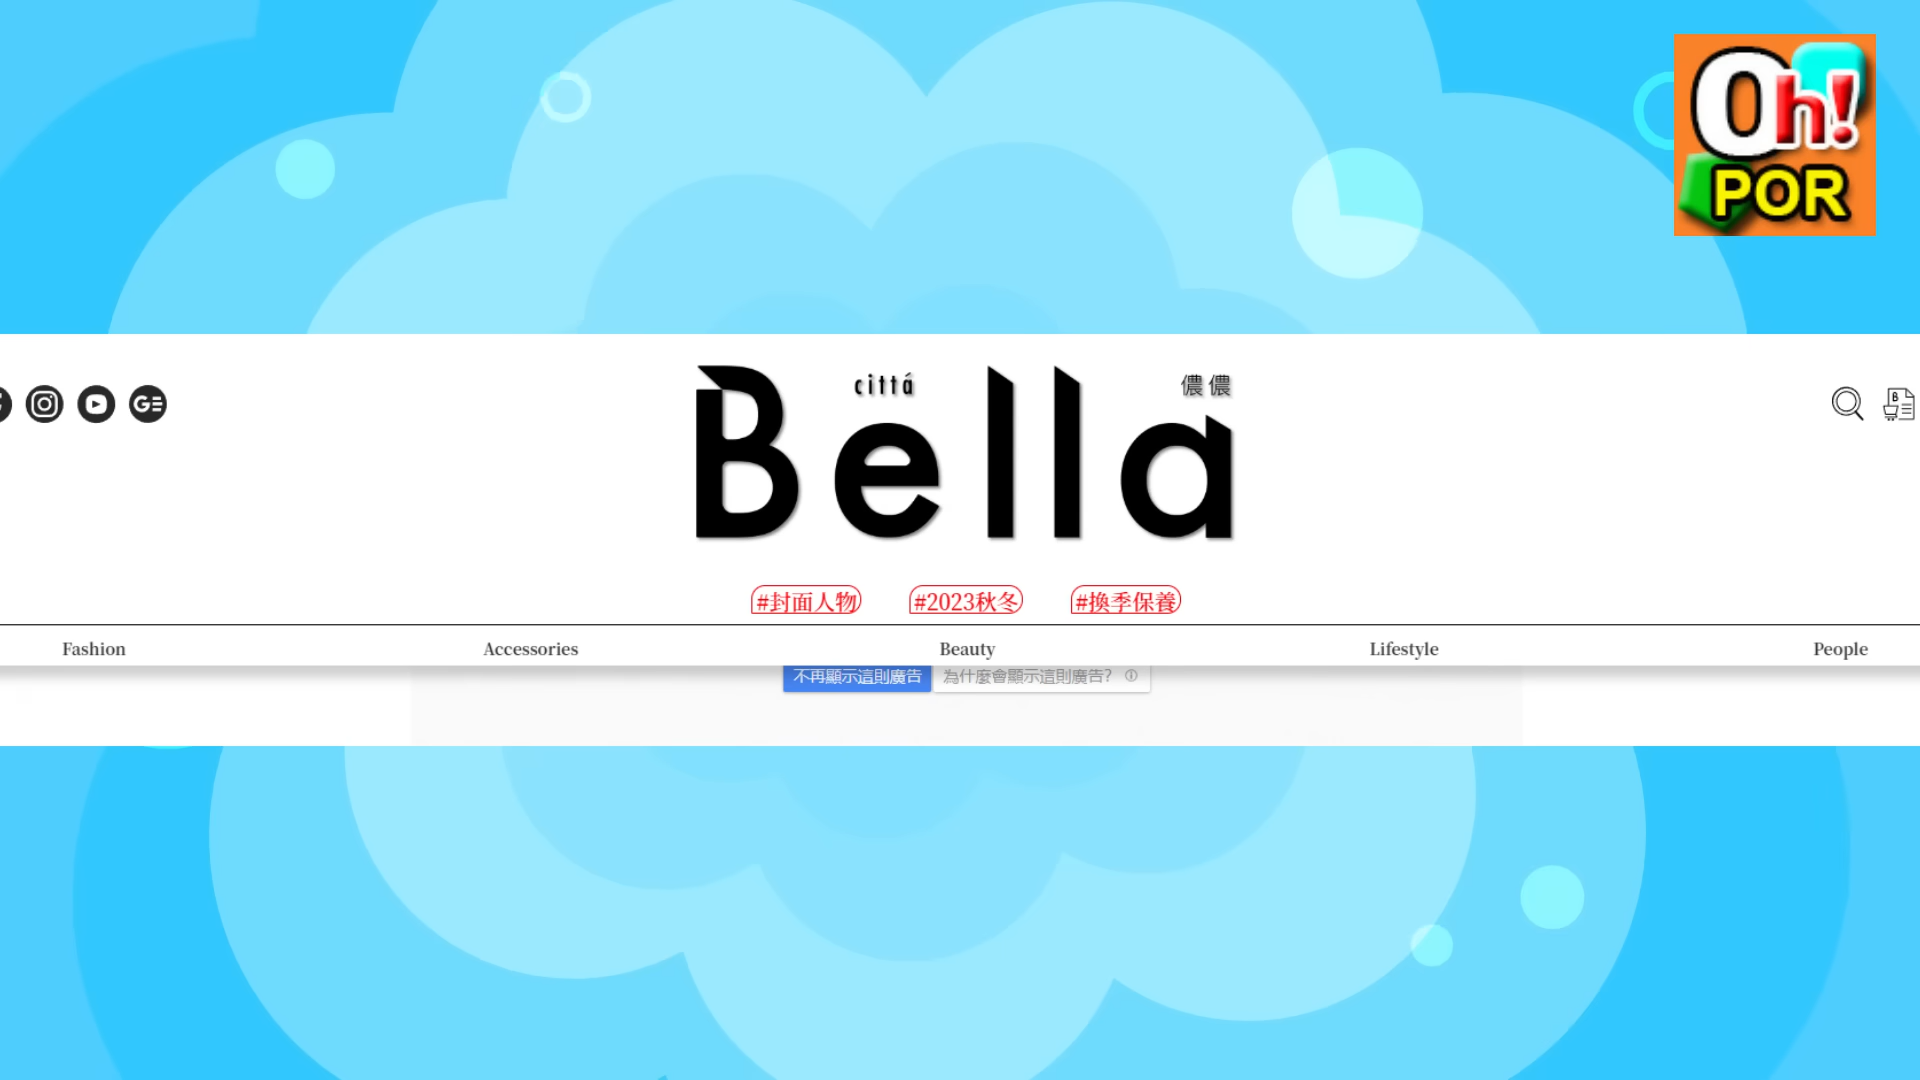 Oh!
POR
città
儂儂
Bella
#封面人物 #2023秋冬 #換季保養
Fashion Accessories Beauty Lifestyle People
不再顯示這則廣告 為什麼會顯示這則廣告?